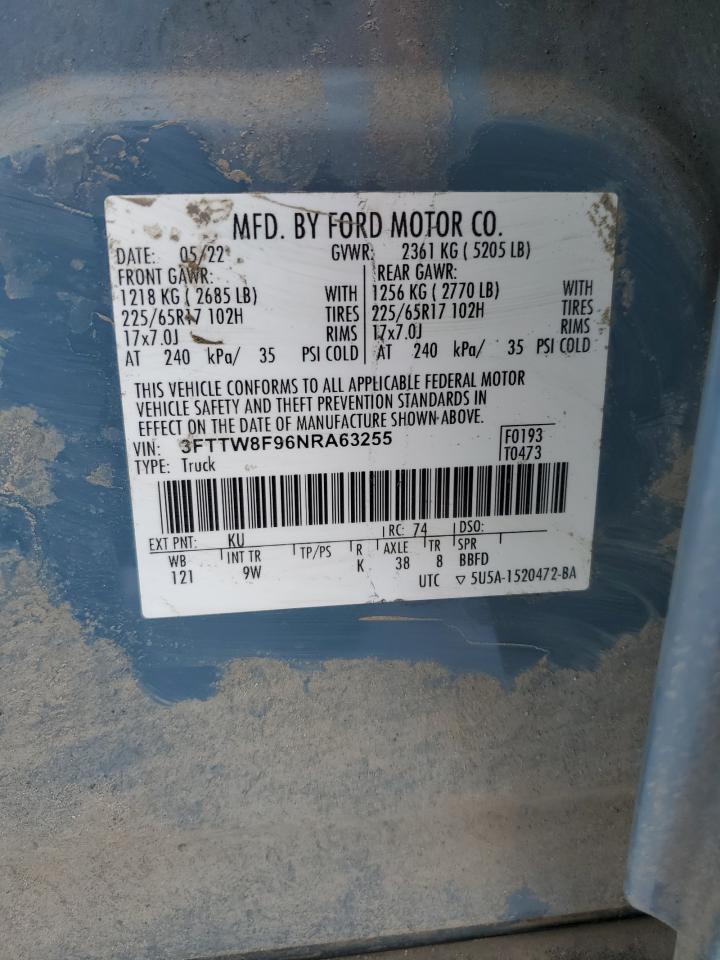 MFD. BY FORD MOTOR CO.
DATE: 05/22 GVWR: 2361 KG ( 5205 LB)
FRONT GAWR: REAR GAWR:
1218 KG ( 2685 LB) WITH 1256 KG ( 2770 LB) WITH
225/65R17 102H TIRES 225/65R17 102H TIRES
17x7.0J RIMS 17x7.0J RIMS
AT 240 kPa/ 35 PSI COLD AT 240 kPa/ 35 PSI COLD
THIS VEHICLE CONFORMS TO ALL APPLICABLE FEDERAL MOTOR
VEHICLE SAFETY AND THEFT PREVENTION STANDARDS IN
EFFECT ON THE DATE OF MANUFACTURE SHOWN ABOVE.
VIN: 3FTTW8F96NRA63255 F0193
TYPE: Truck T0473
EXT PNT: KU RC: 74 DSO:
WB INT TR TP/PS R AXLE TR SPR
121 9W K 38 8 BBFD
UTC ▽ 5U5A-1520472-BA